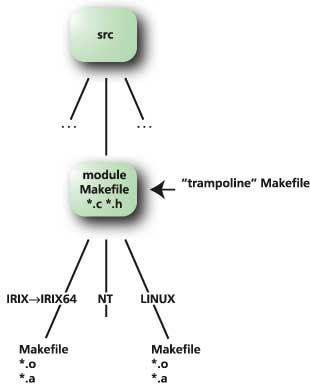 src
... ...
module
Makefile
*.c *.h
“trampoline” Makefile
IRIX→IRIX64 NT LINUX
Makefile Makefile
*.o *.o
*.a *.a